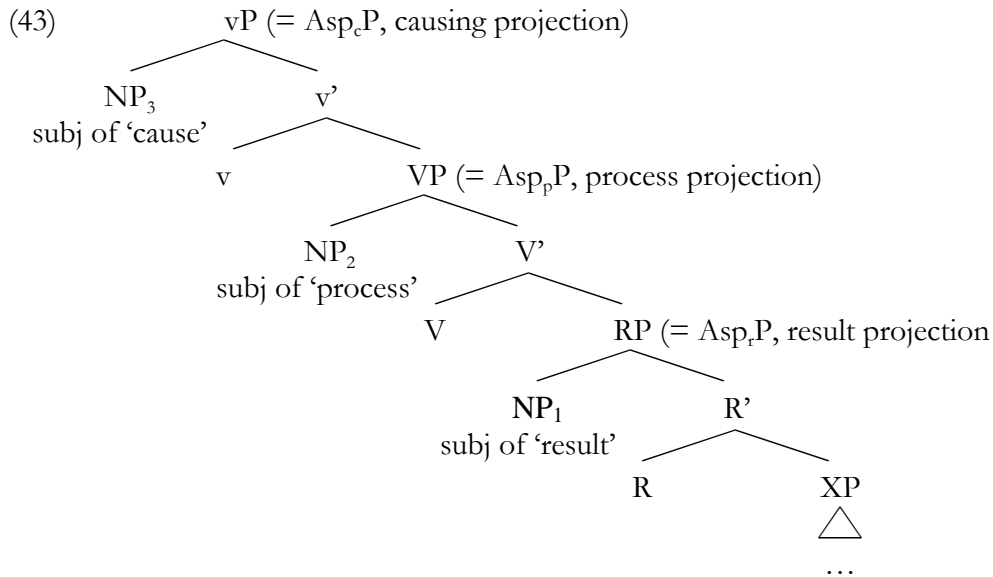 (43) vP (= Asp꜀P, causing projection)
NP₃ v’
subj of ‘cause’
v VP (= AspₚP, process projection)
NP₂ V’
subj of ‘process’
V RP (= AspᵣP, result projection
NP₁ R’
subj of ‘result’
R XP
…